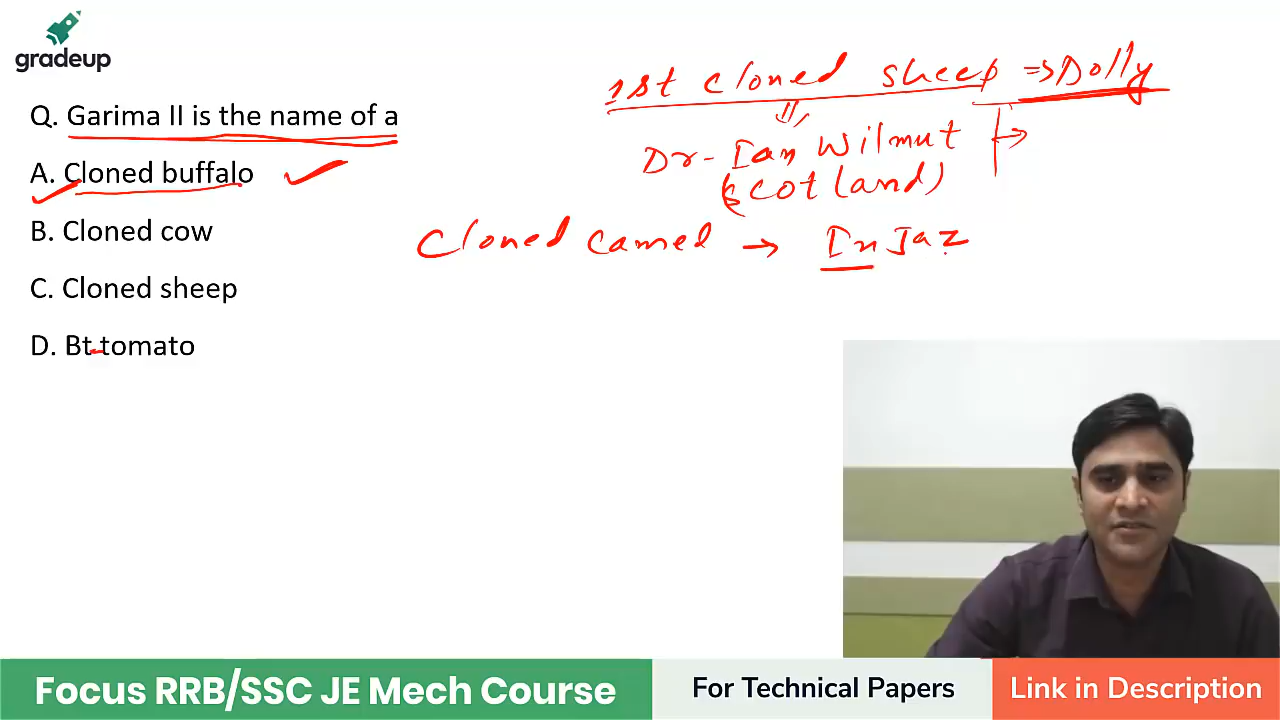 gradeup
1st cloned sheep => Dolly
Q. Garima II is the name of a
Dr- Ian Wilmut
(Scotland)
A. Cloned buffalo
Cloned camel → InJaz
B. Cloned cow
C. Cloned sheep
D. Bt-tomato
Focus RRB/SSC JE Mech Course
For Technical Papers
Link in Description